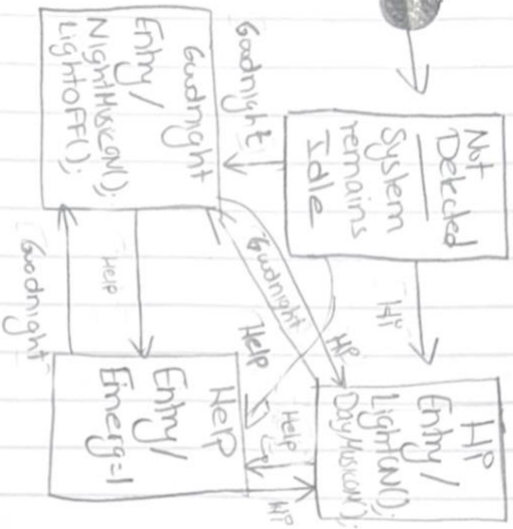 Not
Detected
System
remains
Idle
Hi
Hi
Entry/
LightON();
DayMusicON();
Goodnight
Goodnight
Entry/
NightMusicON();
LightOFF();
Goodnight
Hi
Help
Help
Hi
Help
Entry/
Emerg=1
Help
Goodnight